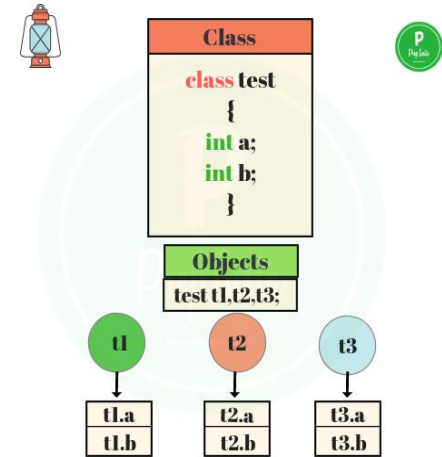 Class
class test
{
int a;
int b;
}
Objects
test t1,t2,t3;
t1
t2
t3
t1.a
t2.a
t3.a
t1.b
t2.b
t3.b
P